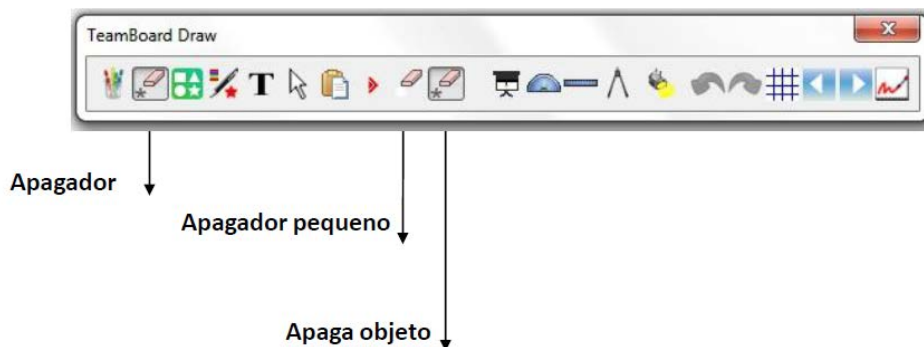 TeamBoard Draw
T
Apagador
Apagador pequeno
Apaga objeto